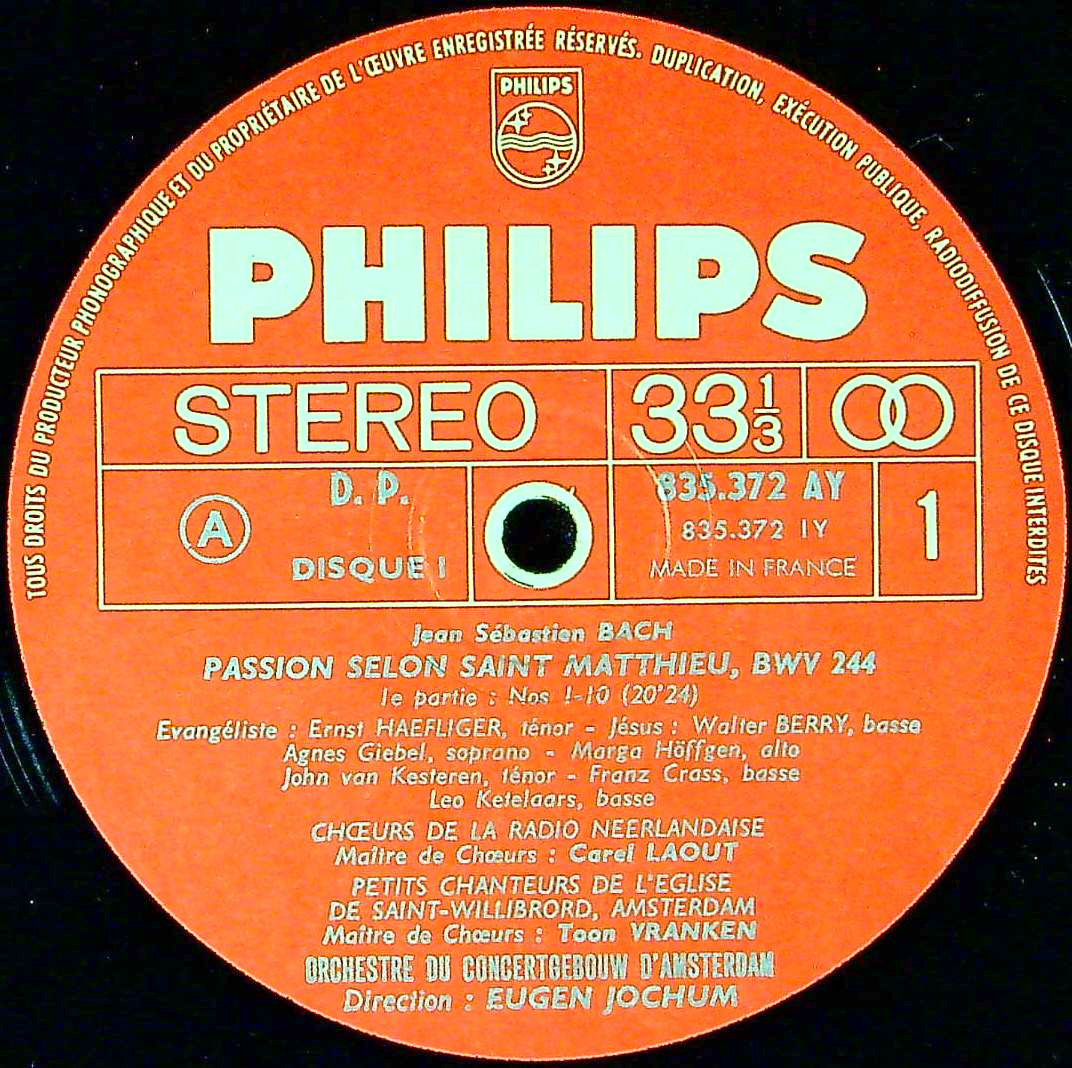 TOUS DROITS DU PRODUCTEUR PHONOGRAPHIQUE ET DU PROPRIÉTAIRE DE L'ŒUVRE ENREGISTRÉE RÉSERVÉS. DUPLICATION, EXÉCUTION PUBLIQUE, RADIODIFFUSION DE CE DISQUE INTERDITES
PHILIPS
PHILIPS
STEREO 33 1/3
D. P. 835.372 AY
A 835.372 1Y 1
DISQUE I MADE IN FRANCE
Jean Sébastien BACH
PASSION SELON SAINT MATTHIEU, BWV 244
1e partie : Nos 1-10 (20'24)
Evangéliste : Ernst HAEFLIGER, ténor - Jésus : Walter BERRY, basse
Agnes Giebel, soprano - Marga Höffgen, alto
John van Kesteren, ténor - Franz Crass, basse
Leo Ketelaars, basse
CHŒURS DE LA RADIO NEERLANDAISE
Maître de Chœurs : Carel LAOUT
PETITS CHANTEURS DE L'EGLISE
DE SAINT-WILLIBRORD, AMSTERDAM
Maître de Chœurs : Toon VRANKEN
ORCHESTRE DU CONCERTGEBOUW D'AMSTERDAM
Direction : EUGEN JOCHUM